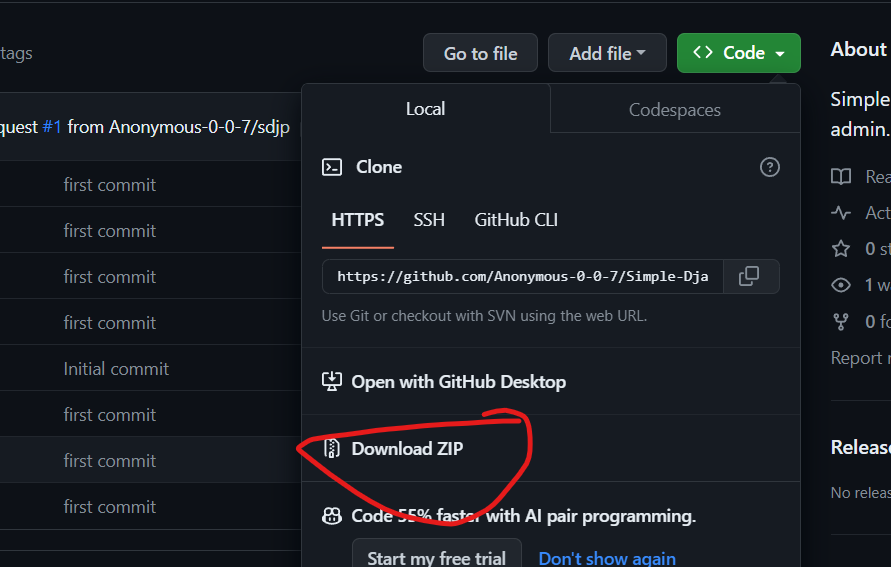 tags
Go to file
Add file
<> Code
About
Local
Codespaces
Simple
admin.
quest #1 from Anonymous-0-0-7/sdjp
Clone
first commit
first commit
first commit
first commit
Initial commit
first commit
first commit
first commit
HTTPS
SSH
GitHub CLI
https://github.com/Anonymous-0-0-7/Simple-Dja
Use Git or checkout with SVN using the web URL.
Open with GitHub Desktop
Download ZIP
Code 55% faster with AI pair programming.
Start my free trial
Don't show again
Rea
Act
0 st
1 w
0 fo
Report r
Release
No releas